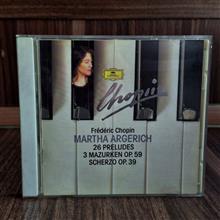 Chopin
Frédéric Chopin
MARTHA ARGERICH
26 PRELUDES
3 MAZURKEN OP. 59
SCHERZO OP. 39